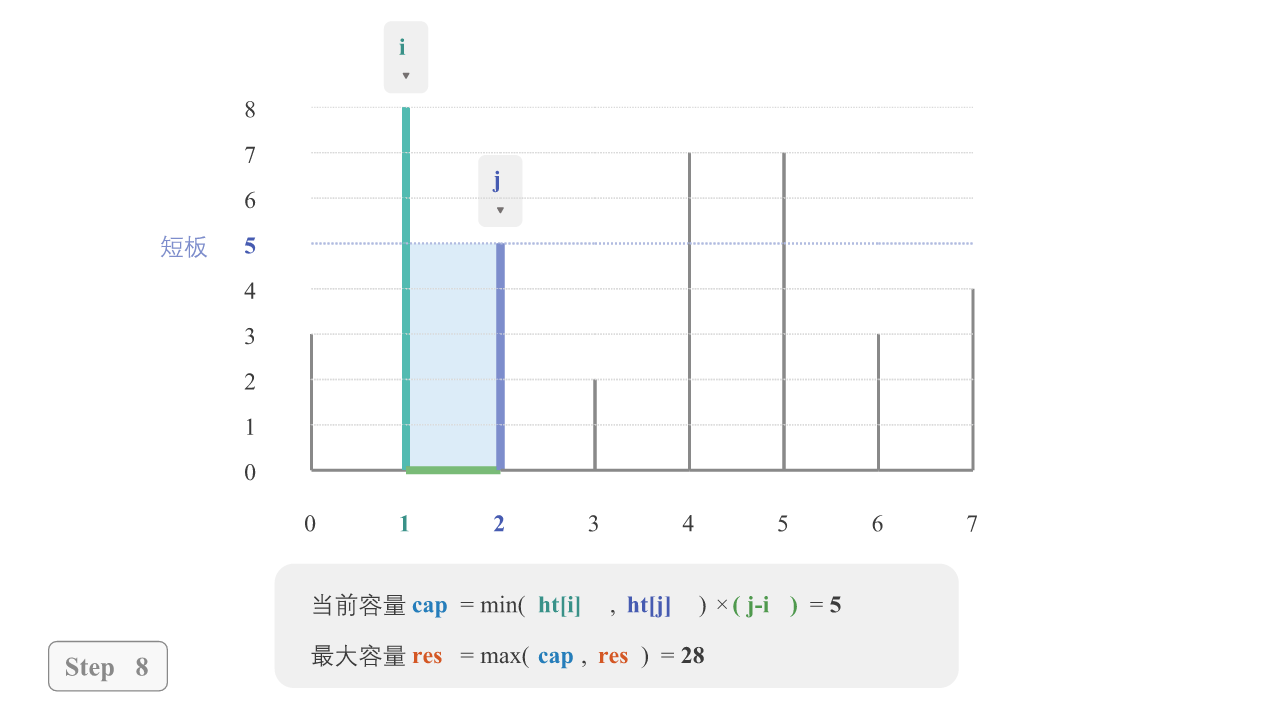 i
8
7
j
6
短板 5
4
3
2
1
0
0 1 2 3 4 5 6 7
当前容量 cap = min( ht[i] , ht[j] ) × ( j-i ) = 5
最大容量 res = max( cap , res ) = 28
Step 8